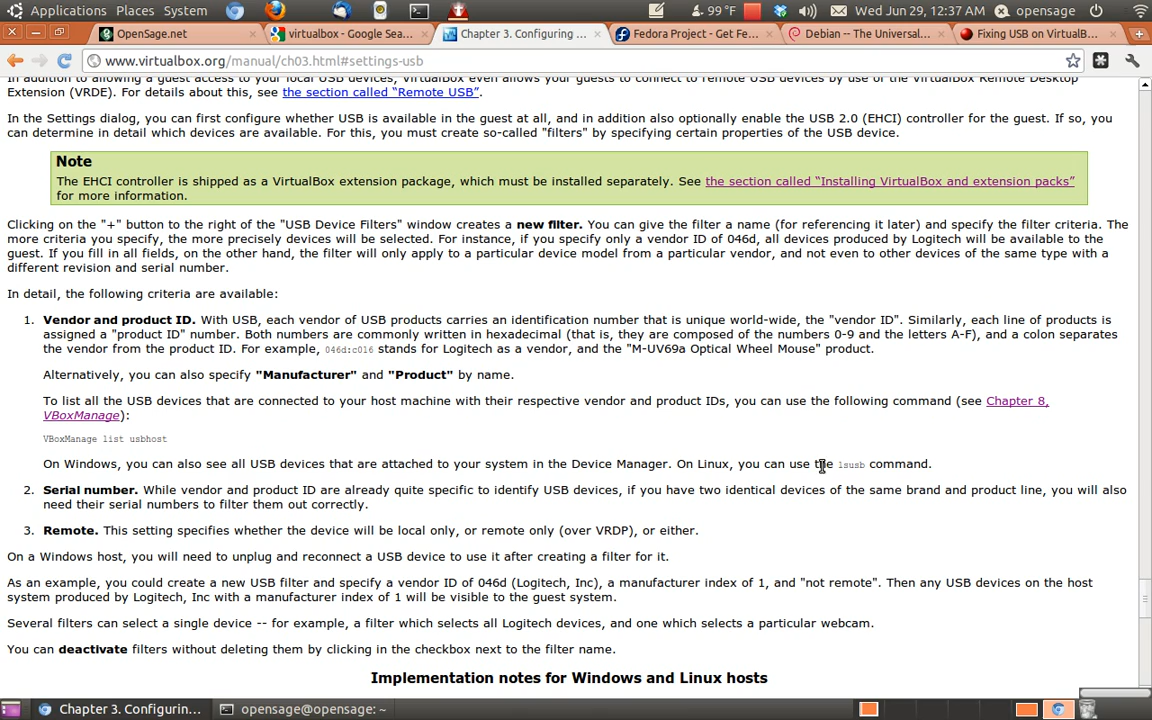 Applications Places System 99 °F Wed Jun 29, 12:37 AM opensage
OpenSage.net virtualbox - Google Sea... Chapter 3. Configuring ... Fedora Project - Get Fe... Debian -- The Universal... Fixing USB on VirtualB...
www.virtualbox.org/manual/ch03.html#settings-usb
In addition to allowing a guest access to your local USB devices, VirtualBox even allows your guests to connect to remote USB devices by use of the VirtualBox Remote Desktop
Extension (VRDE). For details about this, see the section called “Remote USB”.
In the Settings dialog, you can first configure whether USB is available in the guest at all, and in addition also optionally enable the USB 2.0 (EHCI) controller for the guest. If so, you
can determine in detail which devices are available. For this, you must create so-called "filters" by specifying certain properties of the USB device.
Note
The EHCI controller is shipped as a VirtualBox extension package, which must be installed separately. See the section called “Installing VirtualBox and extension packs”
for more information.
Clicking on the "+" button to the right of the "USB Device Filters" window creates a new filter. You can give the filter a name (for referencing it later) and specify the filter criteria. The
more criteria you specify, the more precisely devices will be selected. For instance, if you specify only a vendor ID of 046d, all devices produced by Logitech will be available to the
guest. If you fill in all fields, on the other hand, the filter will only apply to a particular device model from a particular vendor, and not even to other devices of the same type with a
different revision and serial number.
In detail, the following criteria are available:
1. Vendor and product ID. With USB, each vendor of USB products carries an identification number that is unique world-wide, the "vendor ID". Similarly, each line of products is
assigned a "product ID" number. Both numbers are commonly written in hexadecimal (that is, they are composed of the numbers 0-9 and the letters A-F), and a colon separates
the vendor from the product ID. For example, 046d:c016 stands for Logitech as a vendor, and the "M-UV69a Optical Wheel Mouse" product.
Alternatively, you can also specify "Manufacturer" and "Product" by name.
To list all the USB devices that are connected to your host machine with their respective vendor and product IDs, you can use the following command (see Chapter 8,
VBoxManage):
VBoxManage list usbhost
On Windows, you can also see all USB devices that are attached to your system in the Device Manager. On Linux, you can use the lsusb command.
2. Serial number. While vendor and product ID are already quite specific to identify USB devices, if you have two identical devices of the same brand and product line, you will also
need their serial numbers to filter them out correctly.
3. Remote. This setting specifies whether the device will be local only, or remote only (over VRDP), or either.
On a Windows host, you will need to unplug and reconnect a USB device to use it after creating a filter for it.
As an example, you could create a new USB filter and specify a vendor ID of 046d (Logitech, Inc), a manufacturer index of 1, and "not remote". Then any USB devices on the host
system produced by Logitech, Inc with a manufacturer index of 1 will be visible to the guest system.
Several filters can select a single device -- for example, a filter which selects all Logitech devices, and one which selects a particular webcam.
You can deactivate filters without deleting them by clicking in the checkbox next to the filter name.
Implementation notes for Windows and Linux hosts
Chapter 3. Configurin... opensage@opensage: ~